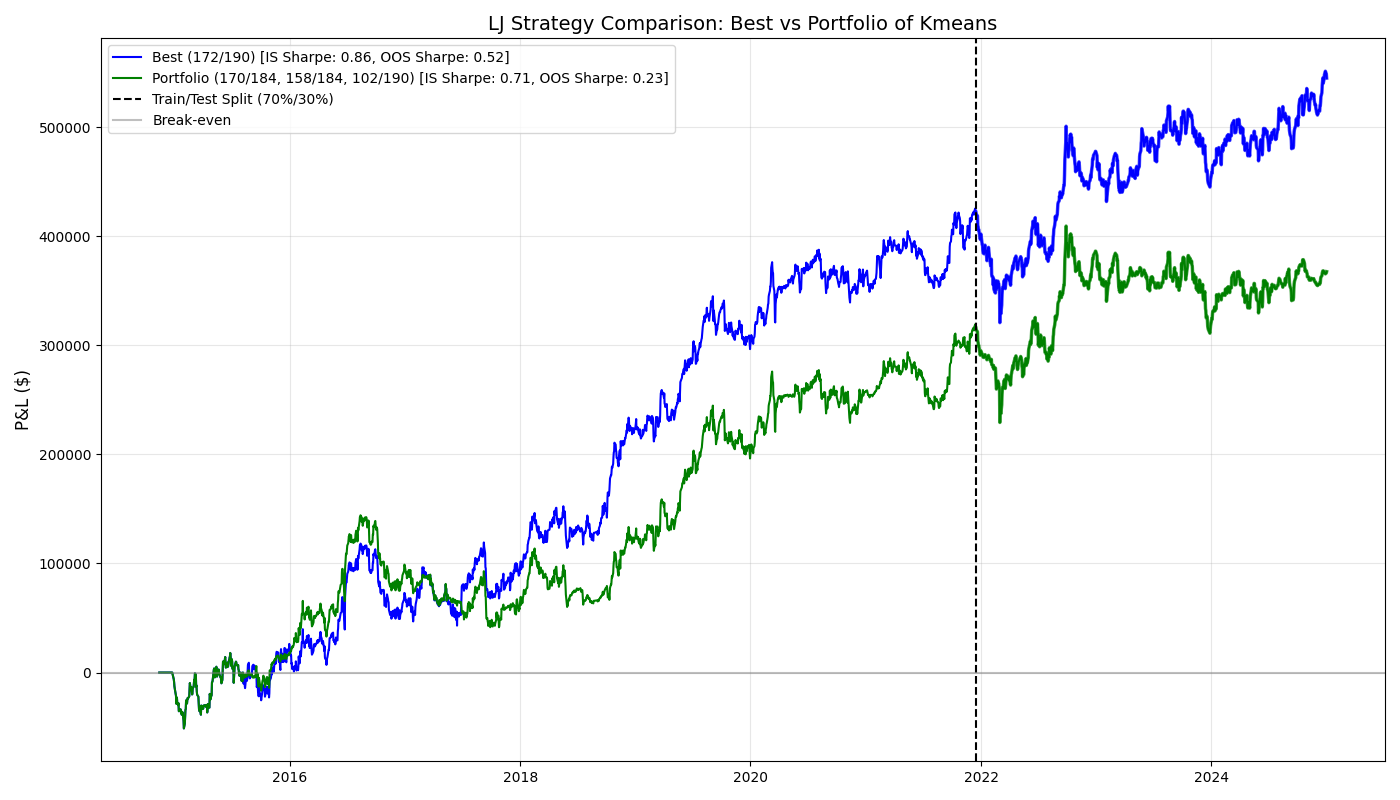 LJ Strategy Comparison: Best vs Portfolio of Kmeans
Best (172/190) [IS Sharpe: 0.86, OOS Sharpe: 0.52]
Portfolio (170/184, 158/184, 102/190) [IS Sharpe: 0.71, OOS Sharpe: 0.23]
Train/Test Split (70%/30%)
Break-even
P&L ($)
500000
400000
300000
200000
100000
0
2016
2018
2020
2022
2024